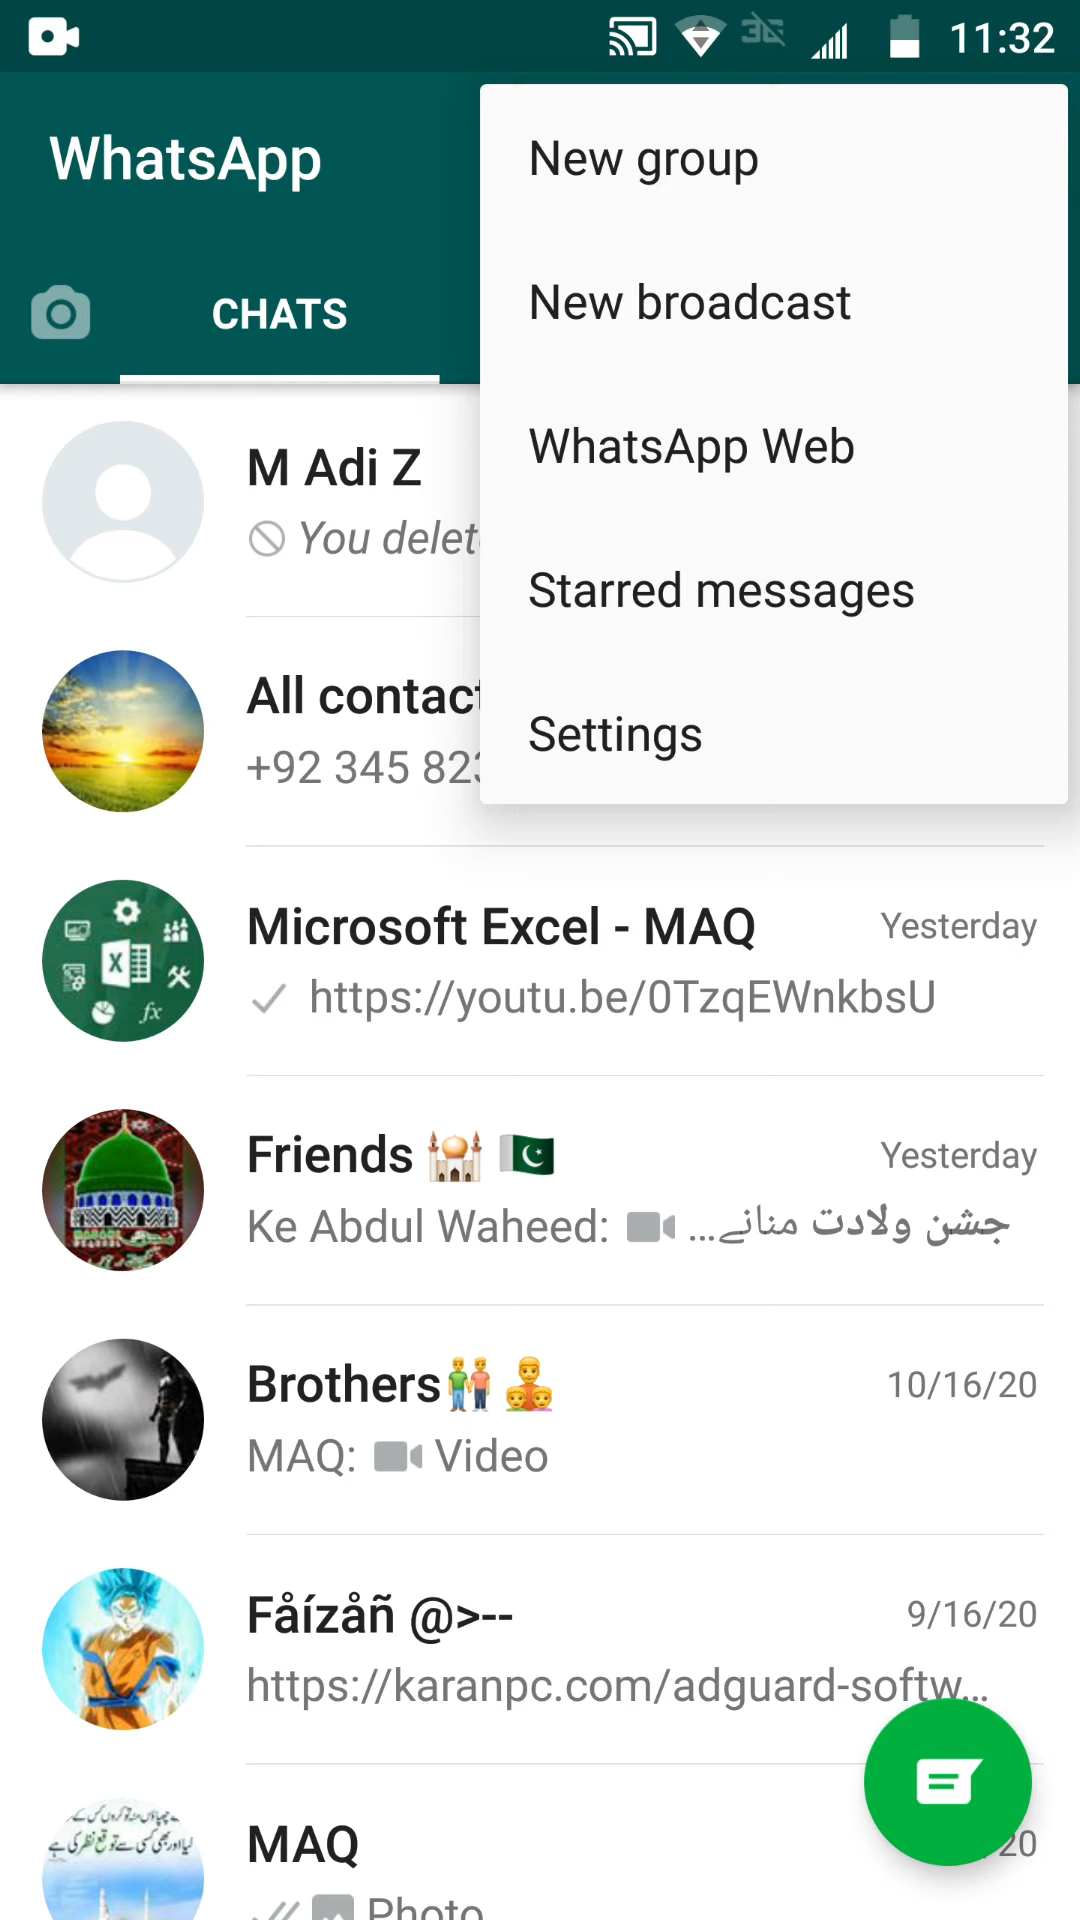 11:32
WhatsApp
New group
New broadcast
WhatsApp Web
Starred messages
Settings
CHATS
M Adi Z
You delet
All contact
+92 345 823
Microsoft Excel - MAQ
Yesterday
https://youtu.be/0TzqEWnkbsU
Friends
Yesterday
Ke Abdul Waheed: جشن ولادت منانے...
Brothers
10/16/20
MAQ: Video
Fåízåñ @>--
9/16/20
https://karanpc.com/adguard-softw...
MAQ
20
Photo